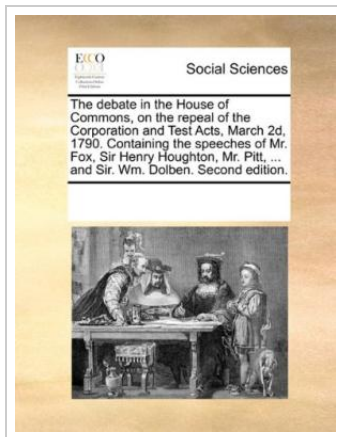 ECCO
Social Sciences
The debate in the House of
Commons, on the repeal of the
Corporation and Test Acts, March 2d,
1790. Containing the speeches of Mr.
Fox, Sir Henry Houghton, Mr. Pitt, ...
and Sir. Wm. Dolben. Second edition.